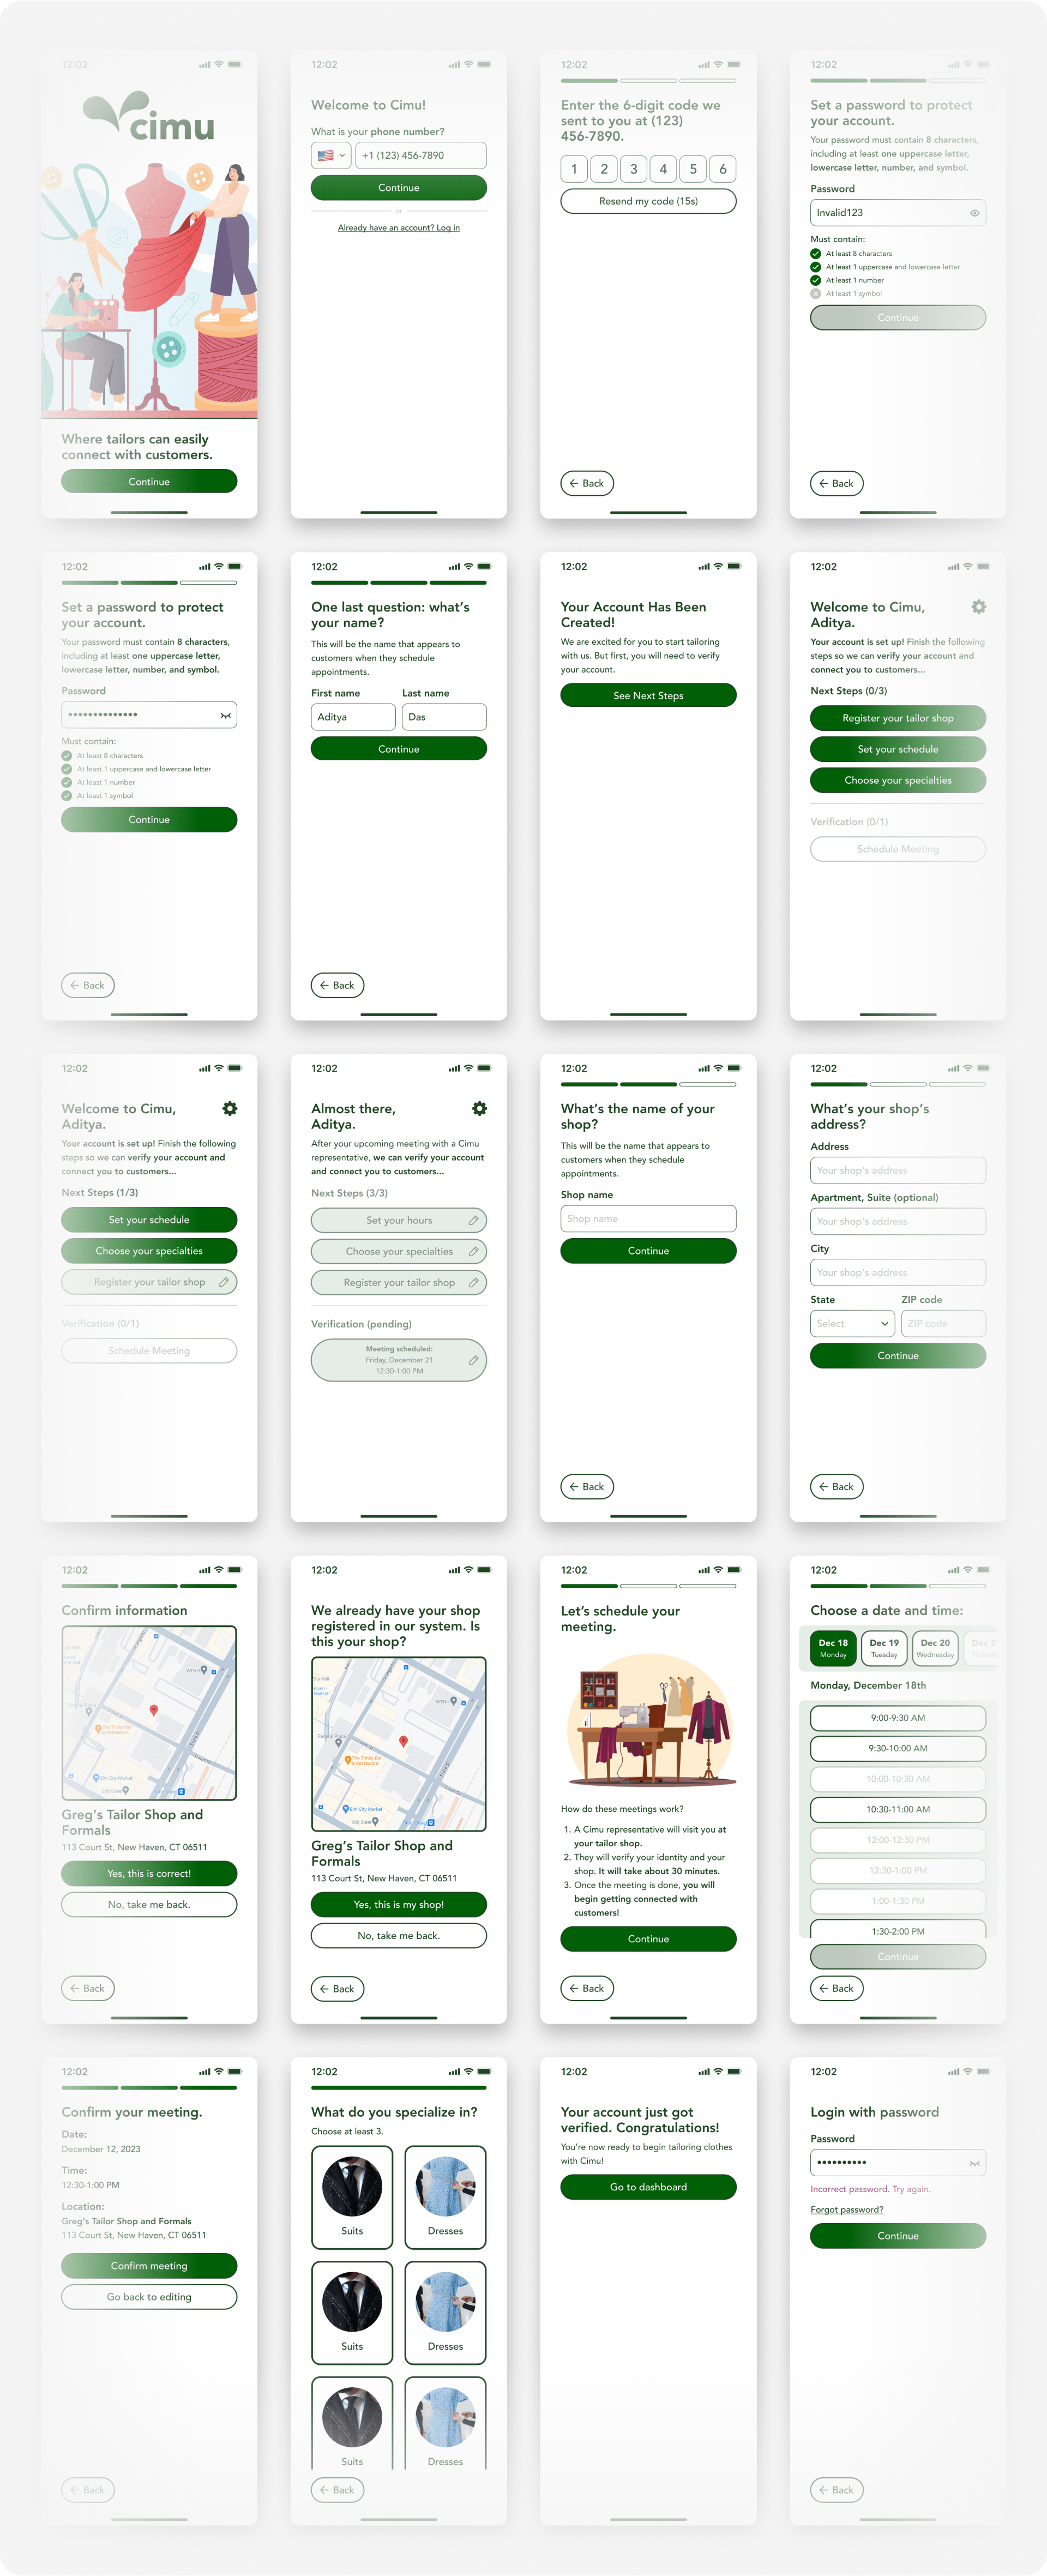 12:02
cimu
Where tailors can easily
connect with customers.
Continue
12:02
Welcome to Cimu!
What is your phone number?
+1 (123) 456-7890
Continue
or
Already have an account? Log in
12:02
Enter the 6-digit code we
sent to you at (123)
456-7890.
1 2 3 4 5 6
Resend my code (15s)
Back
12:02
Set a password to protect
your account.
Your password must contain 8 characters,
including at least one uppercase letter,
lowercase letter, number, and symbol.
Password
Invalid123
Must contain:
At least 8 characters
At least 1 uppercase and lowercase letter
At least 1 number
At least 1 symbol
Continue
Back
12:02
Set a password to protect
your account.
Your password must contain 8 characters,
including at least one uppercase letter,
lowercase letter, number, and symbol.
Password
Must contain:
At least 8 characters
At least 1 uppercase and lowercase letter
At least 1 number
At least 1 symbol
Continue
Back
12:02
One last question: what's
your name?
This will be the name that appears to
customers when they schedule
appointments.
First name Last name
Aditya Das
Continue
Back
12:02
Your Account Has Been
Created!
We are excited for you to start tailoring
with us. But first, you will need to verify
your account.
See Next Steps
12:02
Welcome to Cimu,
Aditya.
Your account is set up! Finish the following
steps so we can verify your account and
connect you to customers...
Next Steps (0/3)
Register your tailor shop
Set your schedule
Choose your specialties
Verification (0/1)
Schedule Meeting
12:02
Welcome to Cimu,
Aditya.
Your account is set up! Finish the following
steps so we can verify your account and
connect you to customers...
Next Steps (1/3)
Set your schedule
Choose your specialties
Register your tailor shop
Verification (0/1)
Schedule Meeting
12:02
Almost there,
Aditya.
After your upcoming meeting with a Cimu
representative, we can verify your account
and connect you to customers...
Next Steps (3/3)
Set your hours
Choose your specialties
Register your tailor shop
Verification (pending)
Meeting scheduled:
Friday, December 21
12:30-1:00 PM
12:02
What's the name of your
shop?
This will be the name that appears to
customers when they schedule
appointments.
Shop name
Shop name
Continue
Back
12:02
What's your shop's
address?
Address
Your shop's address
Apartment, Suite (optional)
Your shop's address
City
Your shop's address
State ZIP code
Select ZIP code
Continue
Back
12:02
Confirm information
WTNH
The Trinity Bar
& Restaurant
Elm City Market
360 State
Greg's Tailor Shop and
Formals
113 Court St, New Haven, CT 06511
Yes, this is correct!
No, take me back.
Back
12:02
We already have your shop
registered in our system. Is
this your shop?
City Hall
WTNH
The Trinity Bar
& Restaurant
Elm City Market
360 State
Greg's Tailor Shop and
Formals
113 Court St, New Haven, CT 06511
Yes, this is my shop!
No, take me back.
Back
12:02
Let's schedule your
meeting.
How do these meetings work?
1. A Cimu representative will visit you at
your tailor shop.
2. They will verify your identity and your
shop. It will take about 30 minutes.
3. Once the meeting is done, you will
begin getting connected with
customers!
Continue
Back
12:02
Choose a date and time:
Dec 18 Dec 19 Dec 20
Monday Tuesday Wednesday
Monday, December 18th
9:00-9:30 AM
9:30-10:00 AM
10:00-10:30 AM
10:30-11:00 AM
12:00-12:30 PM
12:30-1:00 PM
1:00-1:30 PM
1:30-2:00 PM
Continue
Back
12:02
Confirm your meeting.
Date:
December 12, 2023
Time:
12:30-1:00 PM
Location:
Greg's Tailor Shop and Formals
113 Court St, New Haven, CT 06511
Confirm meeting
Go back to editing
Back
12:02
What do you specialize in?
Choose at least 3.
Suits Dresses
Suits Dresses
Suits Dresses
Back
12:02
Your account just got
verified. Congratulations!
You're now ready to begin tailoring clothes
with Cimu!
Go to dashboard
12:02
Login with password
Password
Incorrect password. Try again.
Forgot password?
Continue
Back